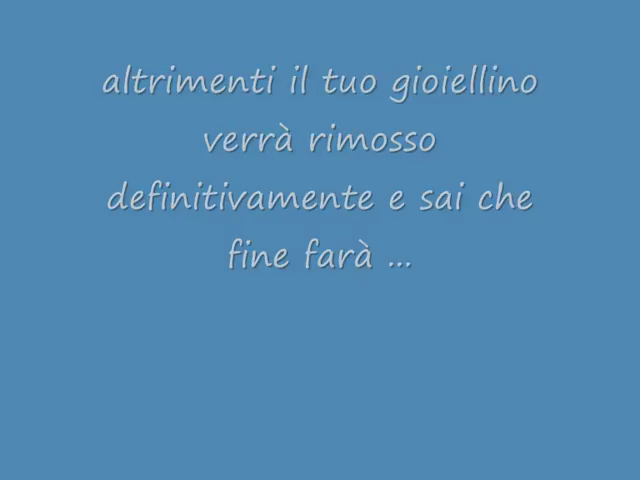 altrimenti il tuo gioiellino
verrà rimosso
definitivamente e sai che
fine farà ...